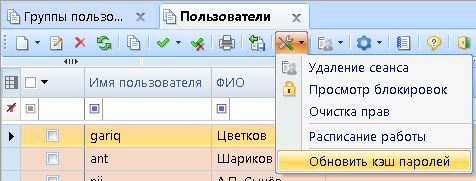 Группы пользо...
Пользователи
Удаление сеанса
Просмотр блокировок
Очистка прав
Расписание работы
Обновить кэш паролей
Имя пользователя
ФИО
gariq
Цветков
ant
Шариков